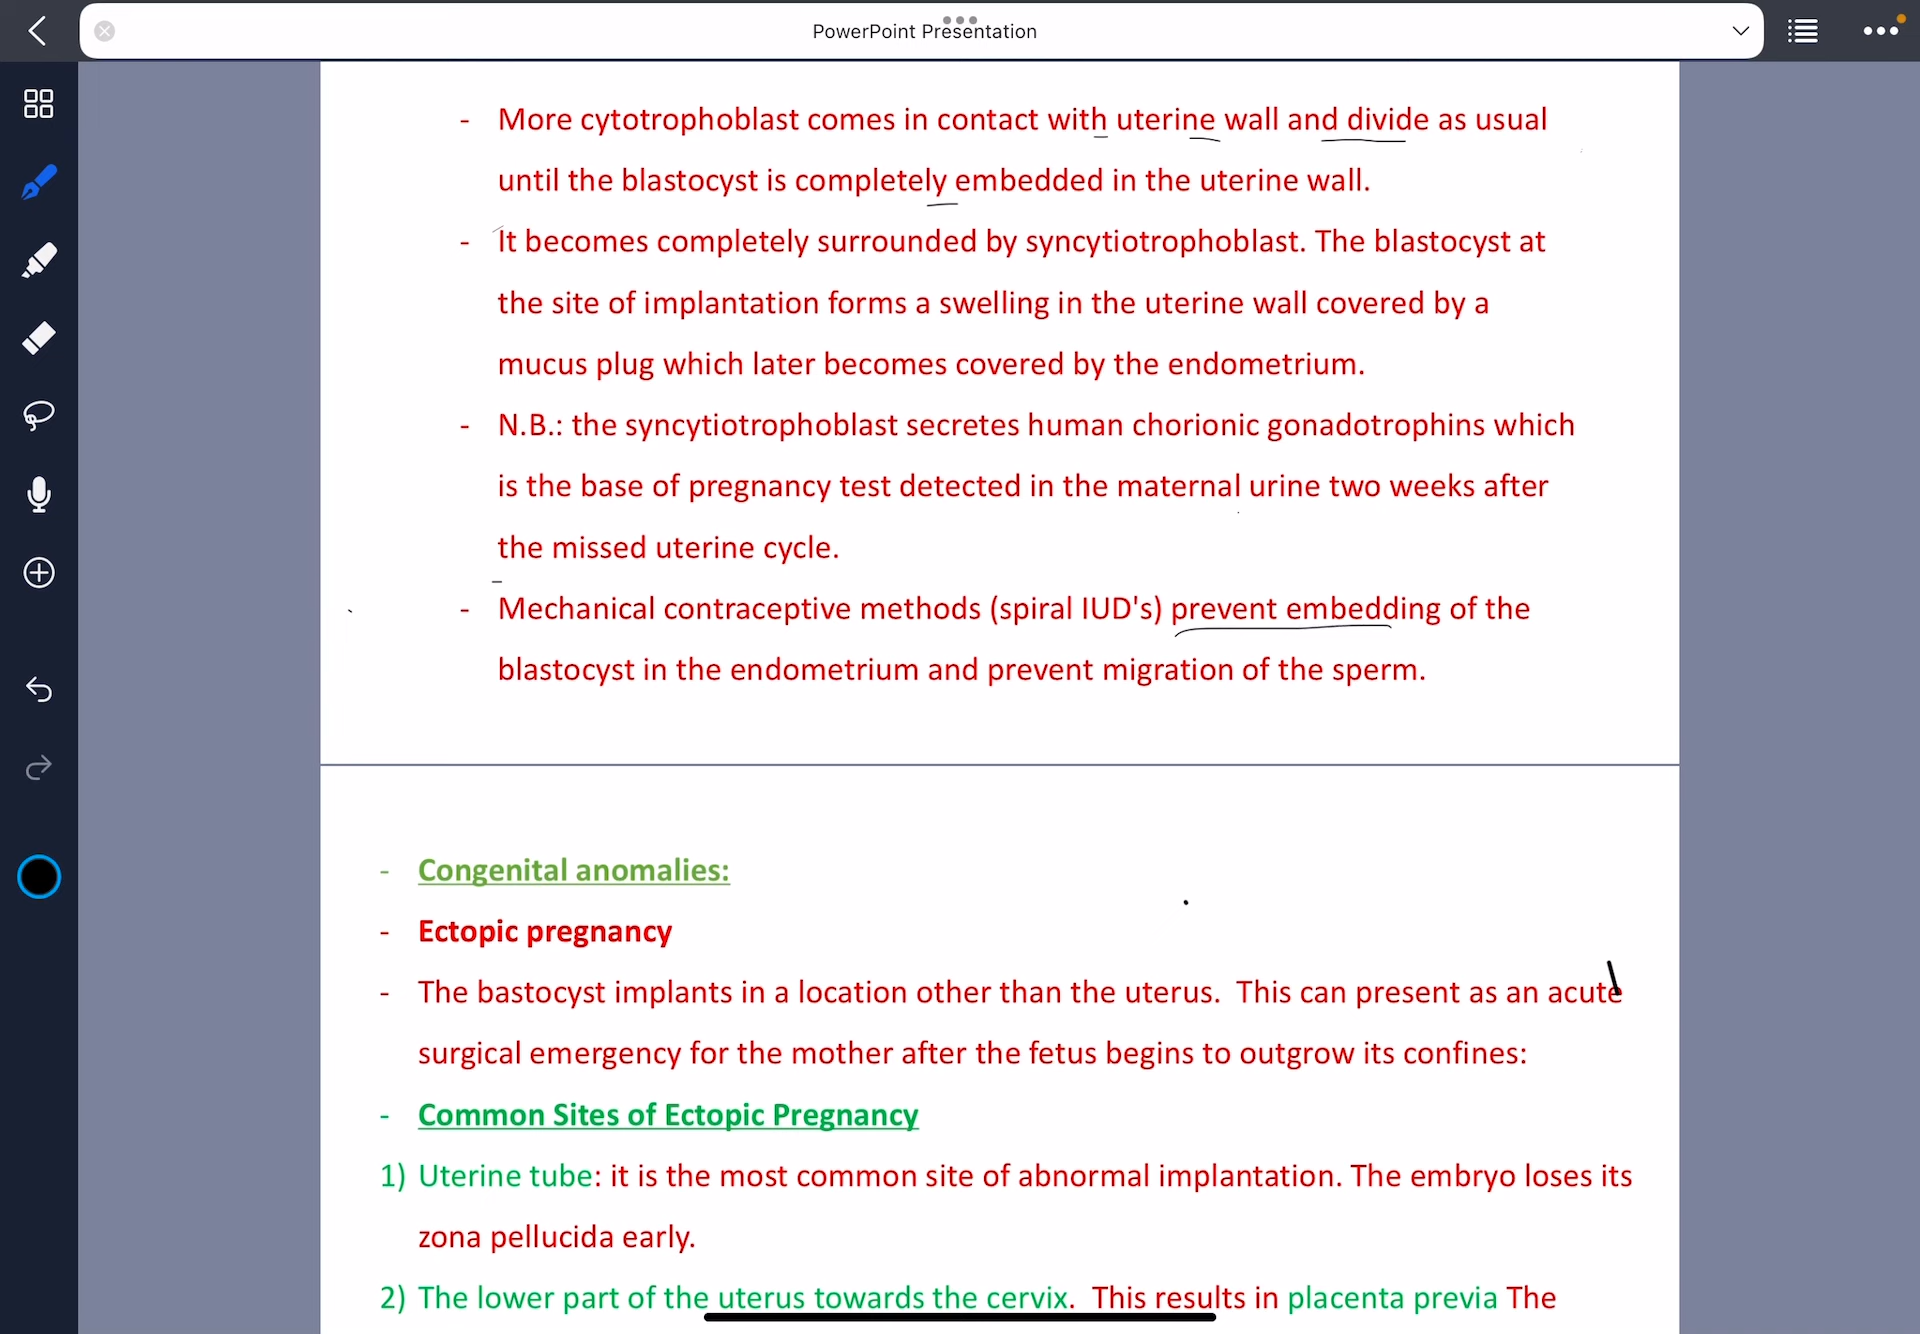 PowerPoint Presentation
- More cytotrophoblast comes in contact with uterine wall and divide as usual
until the blastocyst is completely embedded in the uterine wall.
- It becomes completely surrounded by syncytiotrophoblast. The blastocyst at
the site of implantation forms a swelling in the uterine wall covered by a
mucus plug which later becomes covered by the endometrium.
- N.B.: the syncytiotrophoblast secretes human chorionic gonadotrophins which
is the base of pregnancy test detected in the maternal urine two weeks after
the missed uterine cycle.
- Mechanical contraceptive methods (spiral IUD's) prevent embedding of the
blastocyst in the endometrium and prevent migration of the sperm.
- Congenital anomalies:
- Ectopic pregnancy
- The bastocyst implants in a location other than the uterus. This can present as an acute
surgical emergency for the mother after the fetus begins to outgrow its confines:
- Common Sites of Ectopic Pregnancy
1) Uterine tube: it is the most common site of abnormal implantation. The embryo loses its
zona pellucida early.
2) The lower part of the uterus towards the cervix. This results in placenta previa The